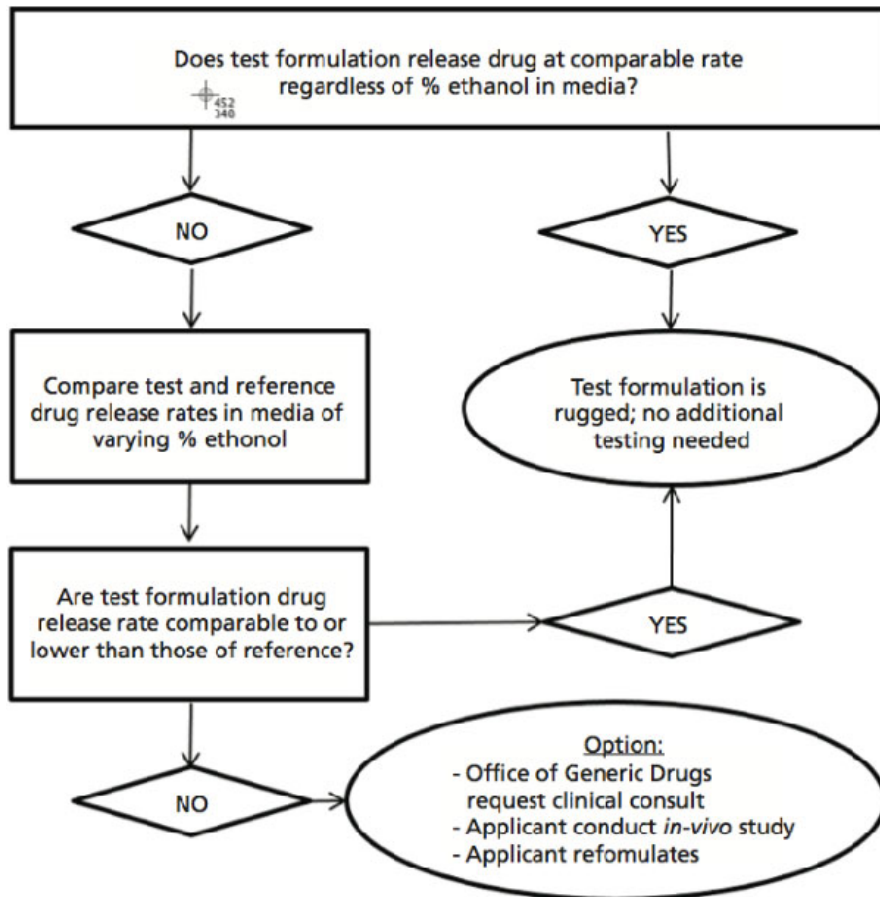 Does test formulation release drug at comparable rate
regardless of % ethanol in media?
452
340
NO
YES
Compare test and reference
drug release rates in media of
varying % ethonol
Test formulation is
rugged; no additional
testing needed
Are test formulation drug
release rate comparable to or
lower than those of reference?
YES
NO
Option:
- Office of Generic Drugs
request clinical consult
- Applicant conduct in-vivo study
- Applicant refomulates